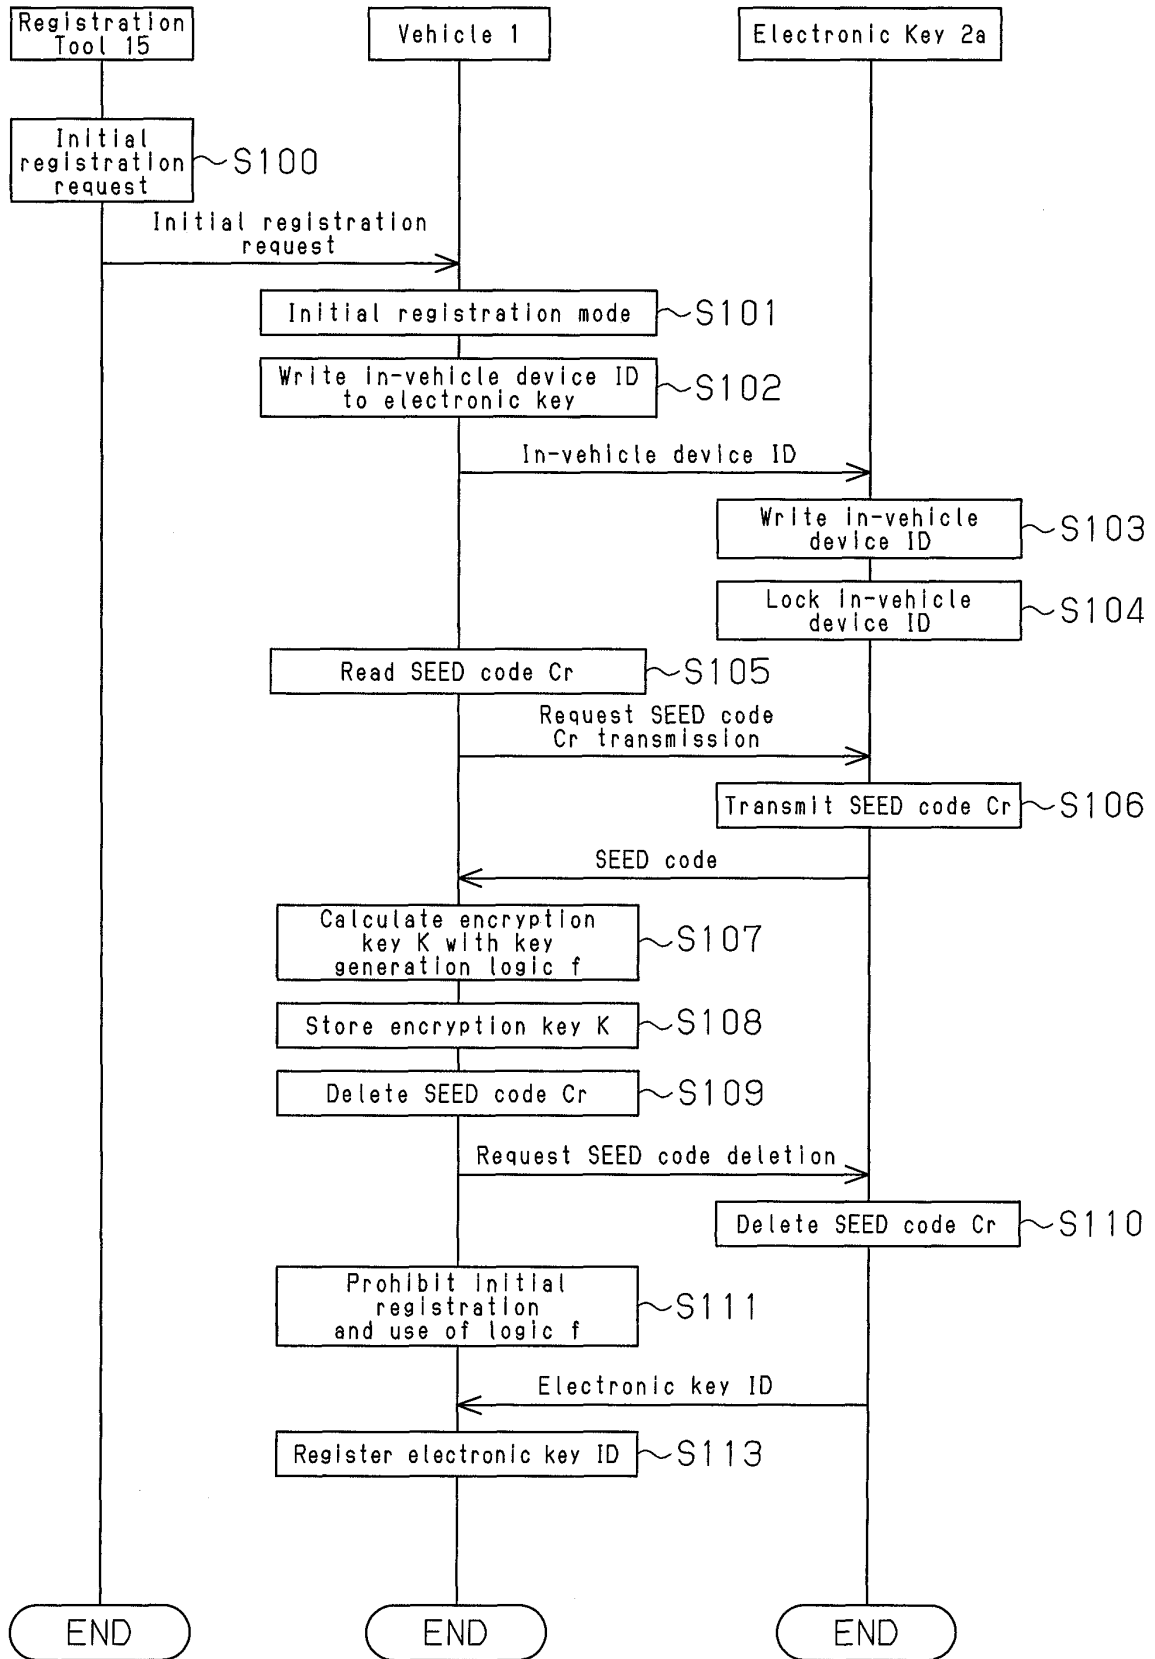 Registration
Tool 15
Vehicle 1
Electronic Key 2a
Initial
registration
request
S100
Initial registration
request
Initial registration mode
S101
Write in-vehicle device ID
to electronic key
S102
In-vehicle device ID
Write in-vehicle
device ID
S103
Lock in-vehicle
device ID
S104
Read SEED code Cr
S105
Request SEED code
Cr transmission
Transmit SEED code Cr
S106
SEED code
Calculate encryption
key K with key
generation logic f
S107
Store encryption key K
S108
Delete SEED code Cr
S109
Request SEED code deletion
Delete SEED code Cr
S110
Prohibit initial
registration
and use of logic f
S111
Electronic key ID
Register electronic key ID
S113
END
END
END